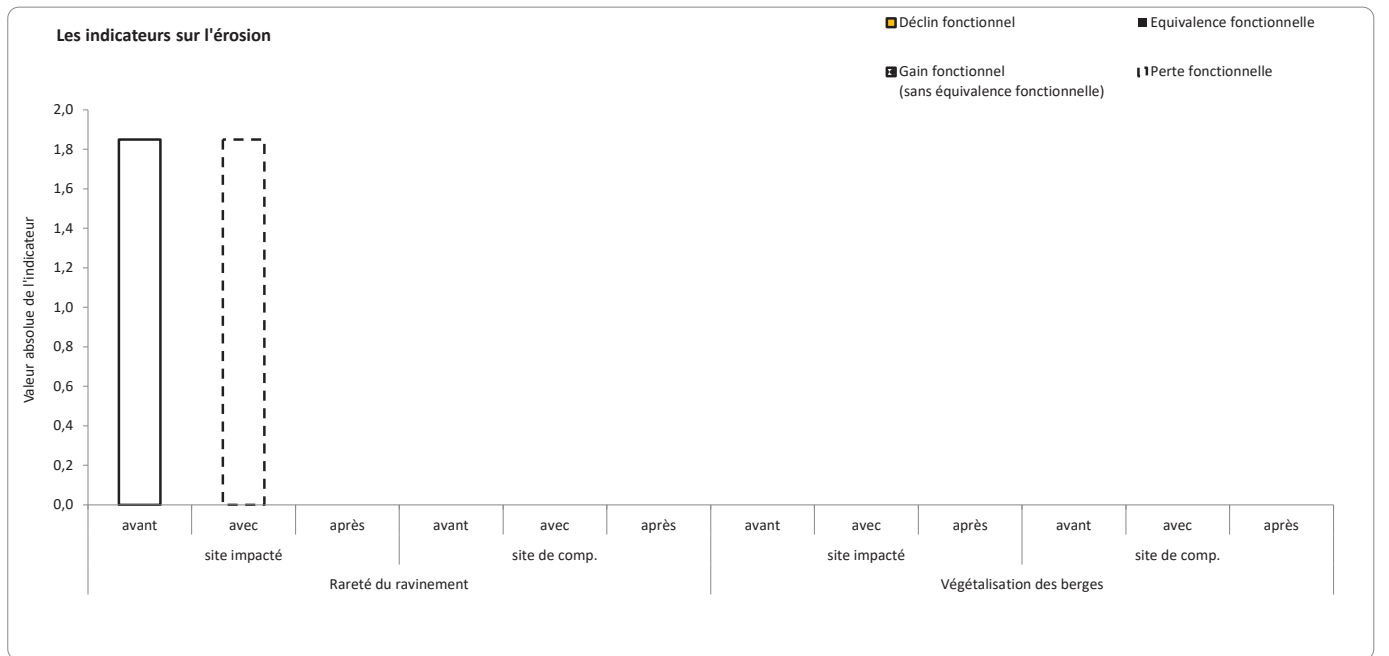 Les indicateurs sur l'érosion
Déclin fonctionnel
Equivalence fonctionnelle
Gain fonctionnel
(sans équivalence fonctionnelle)
Perte fonctionnelle
Valeur absolue de l'indicateur
2,0
1,8
1,6
1,4
1,2
1,0
0,8
0,6
0,4
0,2
0,0
avant avec après avant avec après avant avec après avant avec après
site impacté site de comp. site impacté site de comp.
Rareté du ravinement Végétalisation des berges